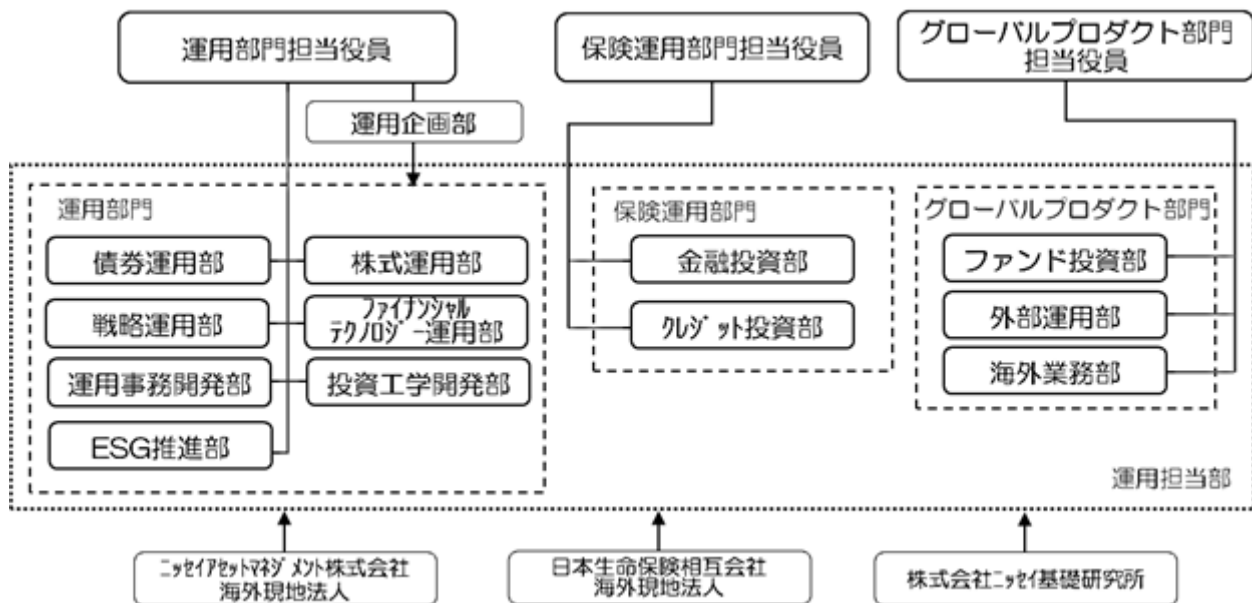 運用部門担当役員
保険運用部門担当役員
グローバルプロダクト部門
担当役員
運用企画部
運用部門
債券運用部
株式運用部
戦略運用部
ファイナンシャル
テクノロジー運用部
運用事務開発部
投資工学開発部
ESG推進部
保険運用部門
金融投資部
クレジット投資部
グローバルプロダクト部門
ファンド投資部
外部運用部
海外業務部
運用担当部
ニッセイアセットマネジメント株式会社
海外現地法人
日本生命保険相互会社
海外現地法人
株式会社ニッセイ基礎研究所